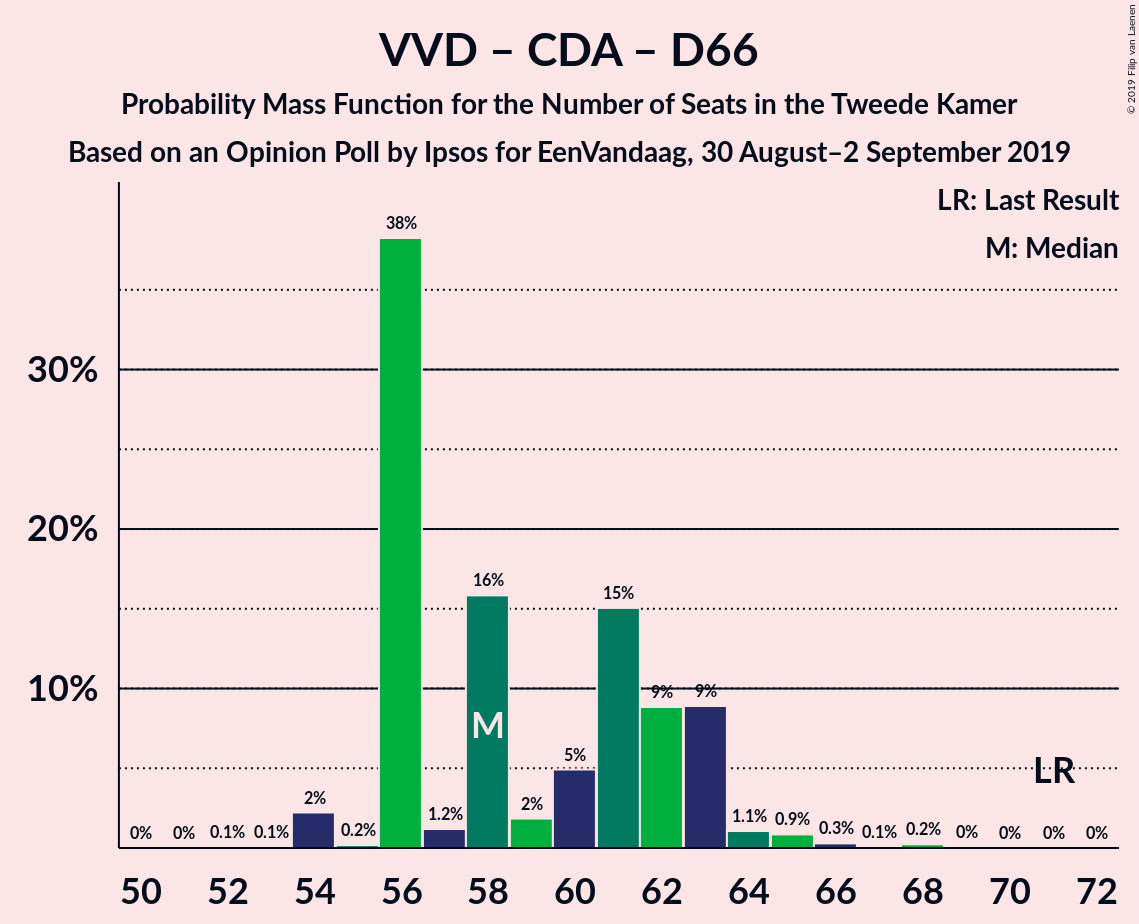 VVD – CDA – D66
Probability Mass Function for the Number of Seats in the Tweede Kamer
Based on an Opinion Poll by Ipsos for EenVandaag, 30 August–2 September 2019
© 2019 Filip van Laenen
LR: Last Result
M: Median
38%
30%
20%
16%
15%
10%
9% 9%
M
5%
LR
2% 2% 1.2% 1.1% 0.9%
0% 0% 0.1% 0.1% 0.2% 0.3% 0.1% 0.2% 0% 0% 0% 0%
50 52 54 56 58 60 62 64 66 68 70 72